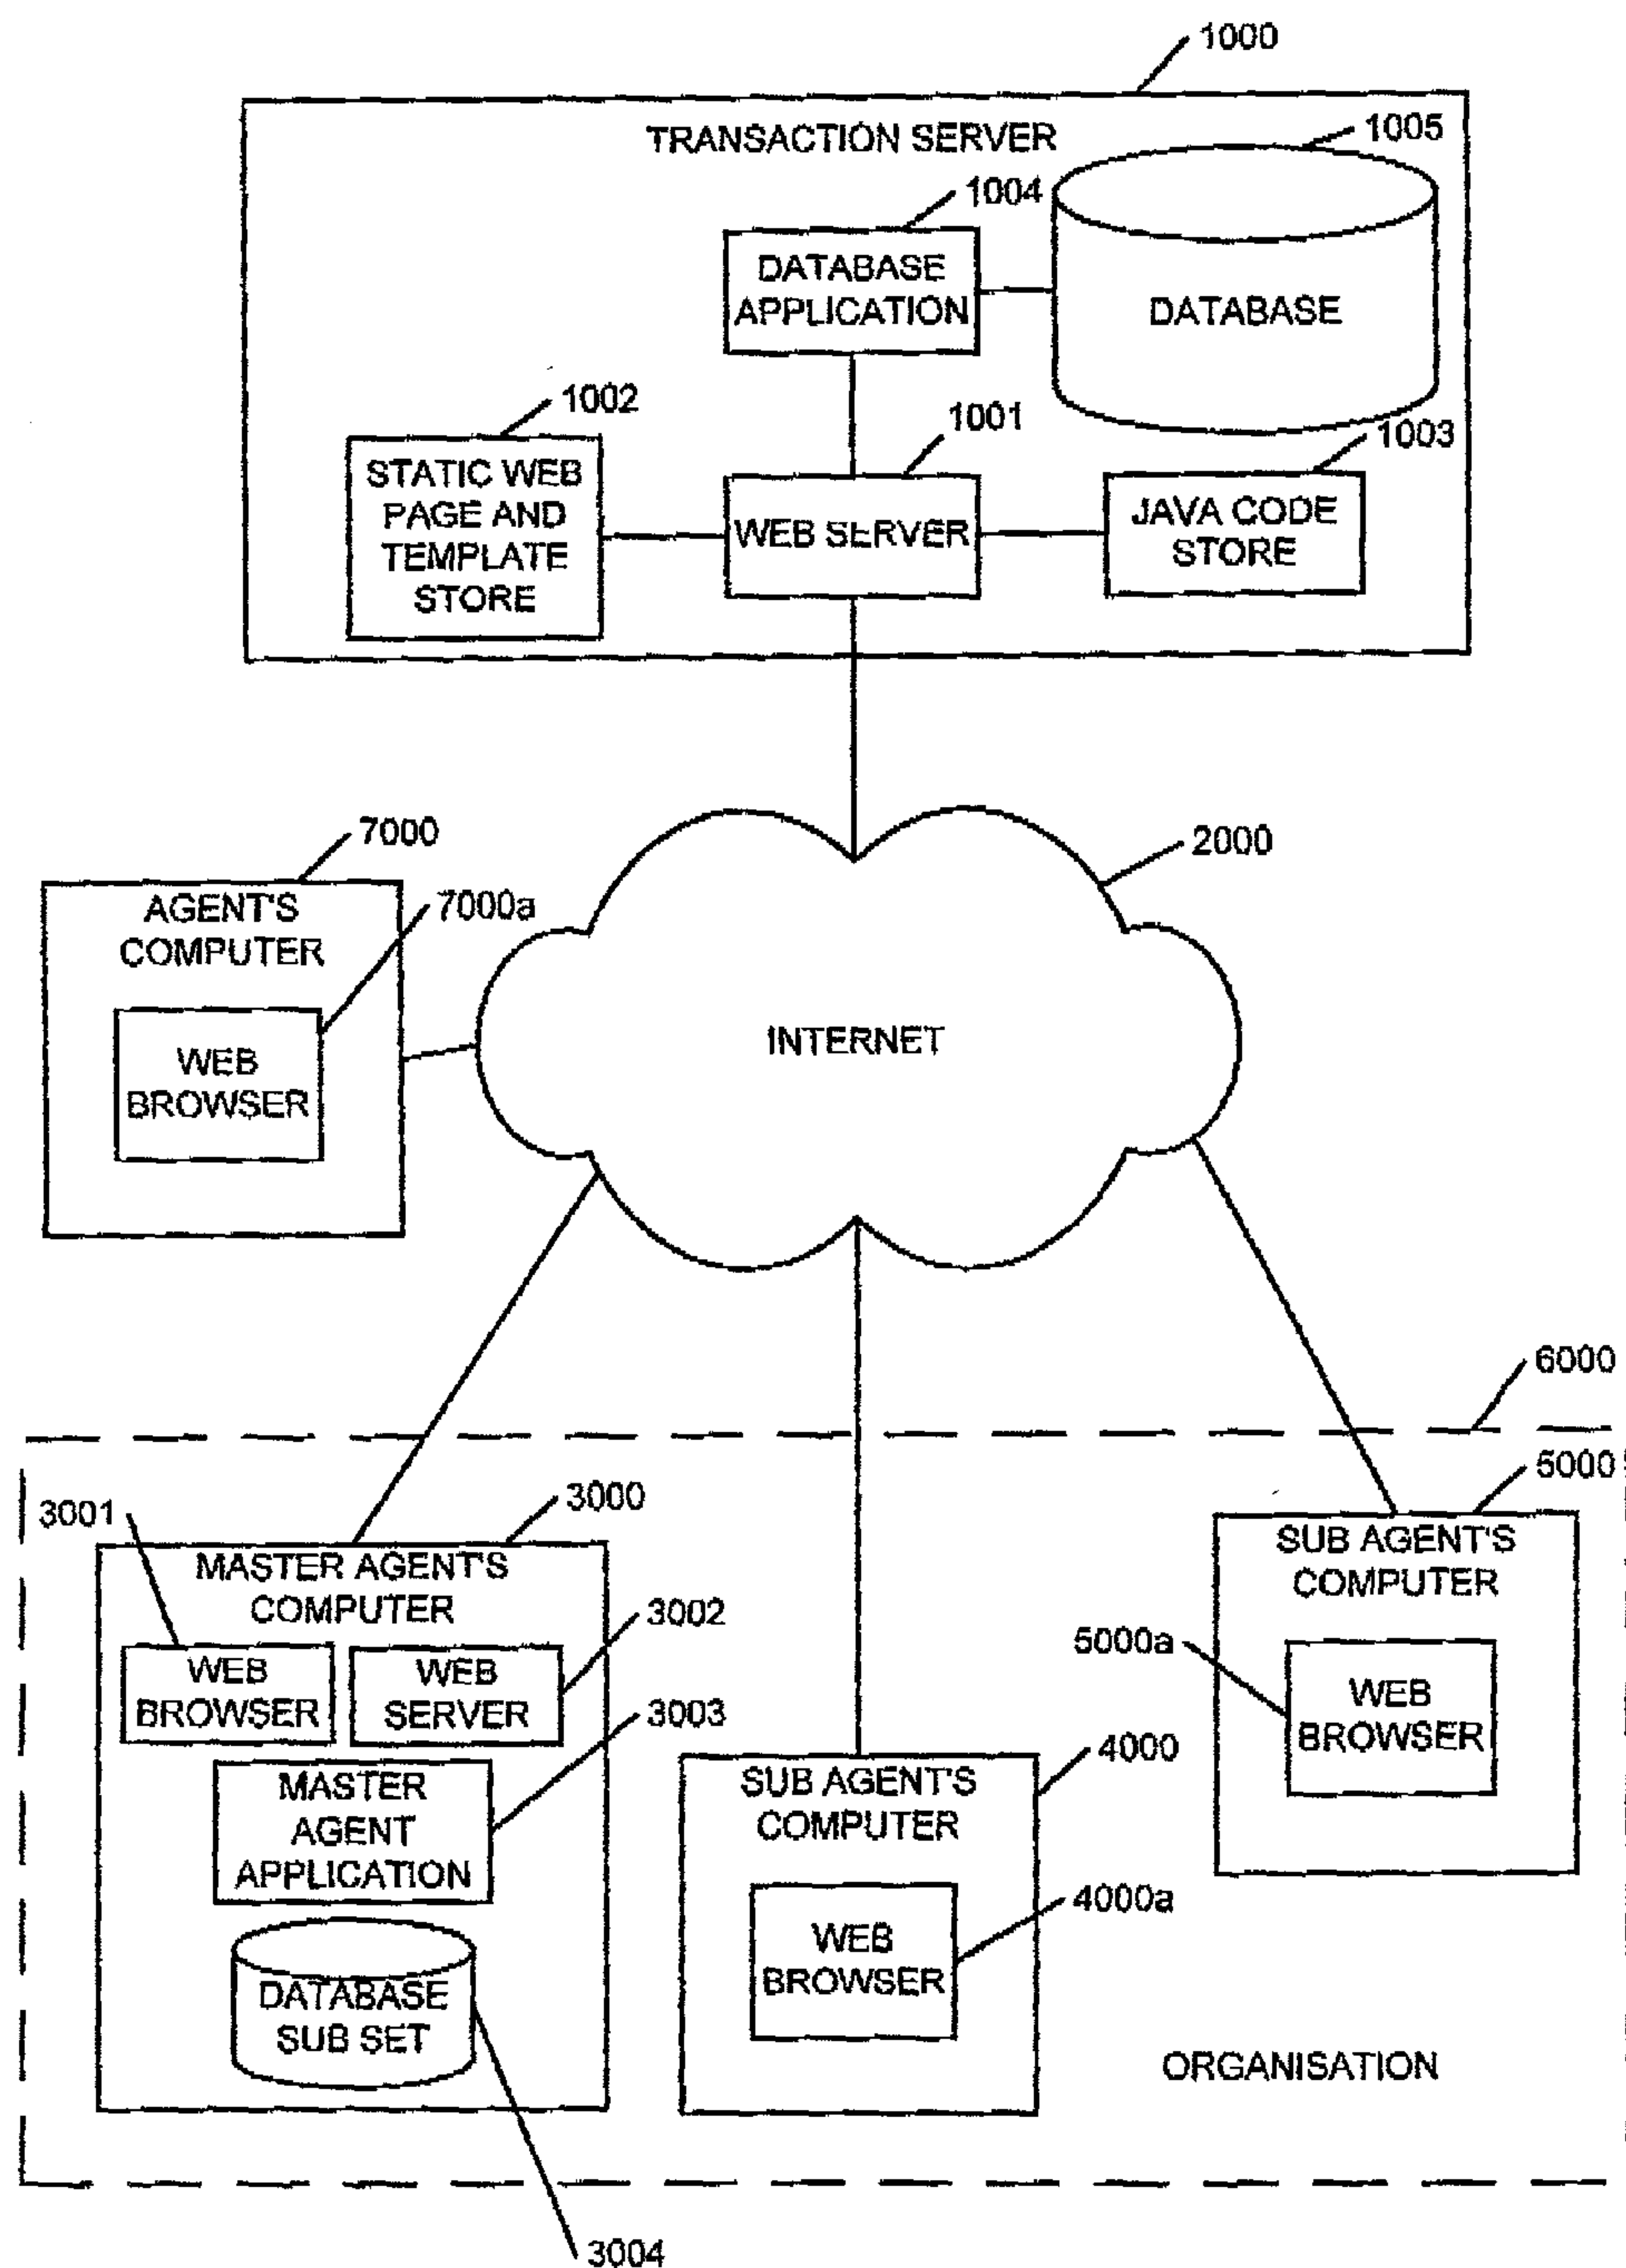 1000
TRANSACTION SERVER
1005
1004
DATABASE
APPLICATION
DATABASE
1002
1001
1003
STATIC WEB
PAGE AND
TEMPLATE
STORE
WEB SERVER
JAVA CODE
STORE
2000
7000
AGENT'S
COMPUTER
7000a
WEB
BROWSER
INTERNET
6000
5000
3001
3000
MASTER AGENT'S
COMPUTER
WEB
BROWSER
WEB
SERVER
3002
MASTER
AGENT
APPLICATION
3003
DATABASE
SUB SET
3004
SUB AGENT'S
COMPUTER
4000
WEB
BROWSER
4000a
SUB AGENT'S
COMPUTER
5000a
WEB
BROWSER
ORGANISATION